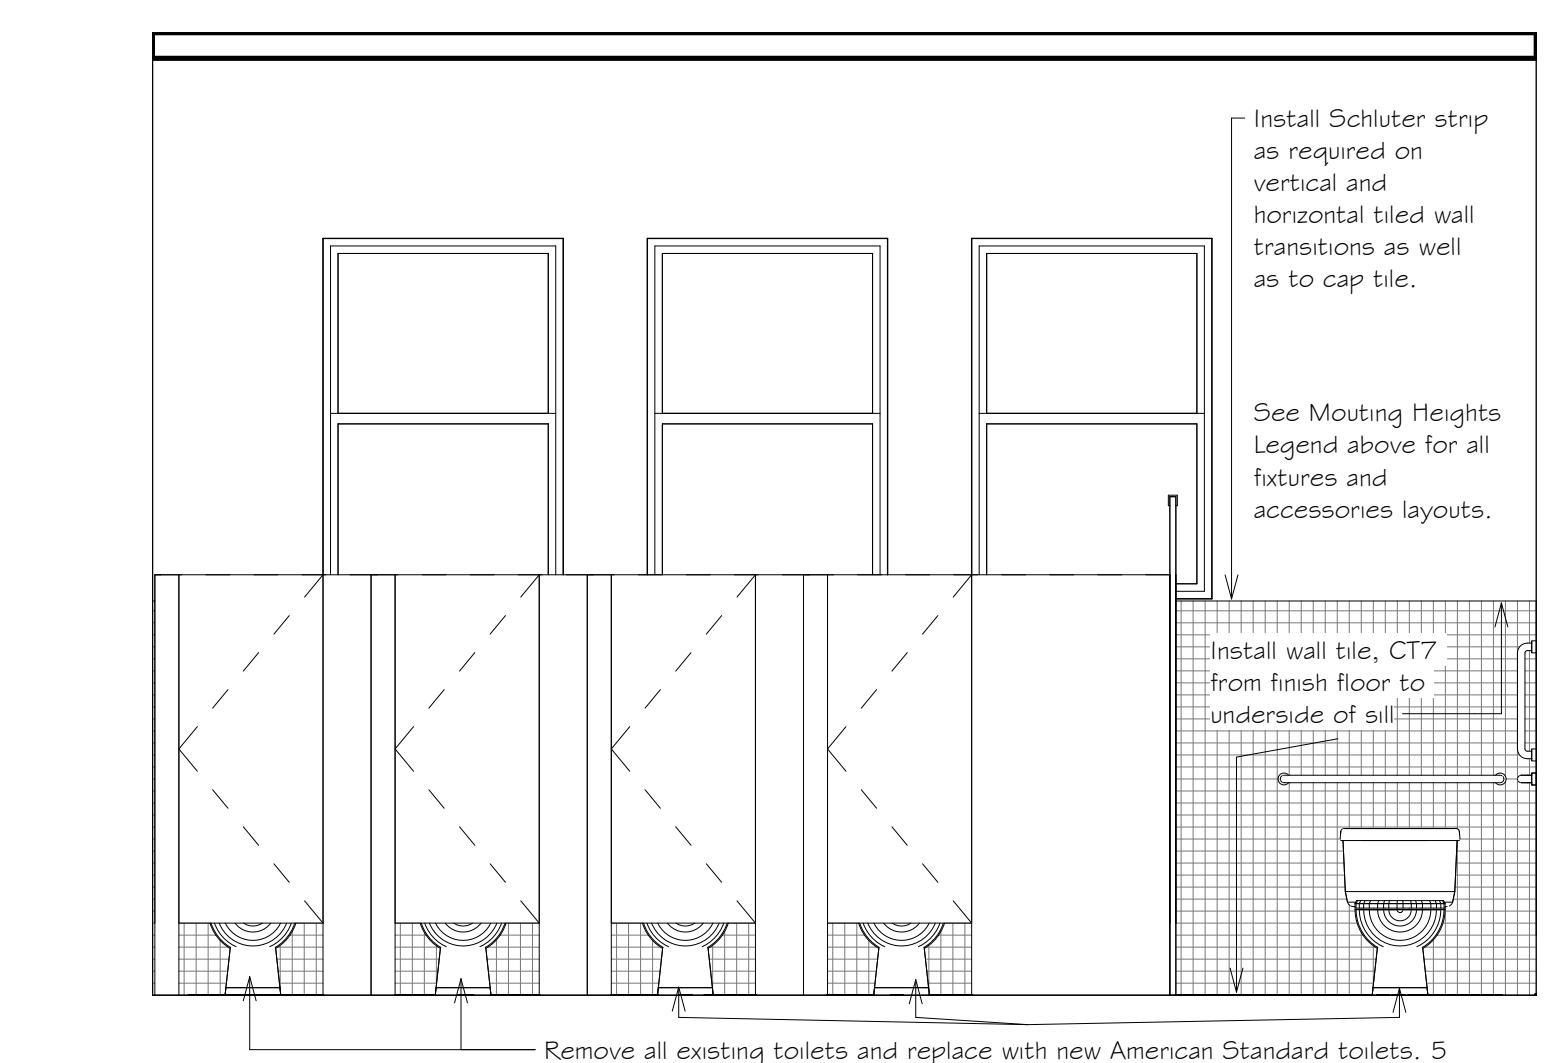 Install Schluter strip
as required on
vertical and
horizontal tiled wall
transitions as well
as to cap tile.
See Mouting Heights
Legend above for all
fixtures and
accessories layouts.
Install wall tile, CT7
from finish floor to
underside of sill
Remove all existing toilets and replace with new American Standard toilets. 5